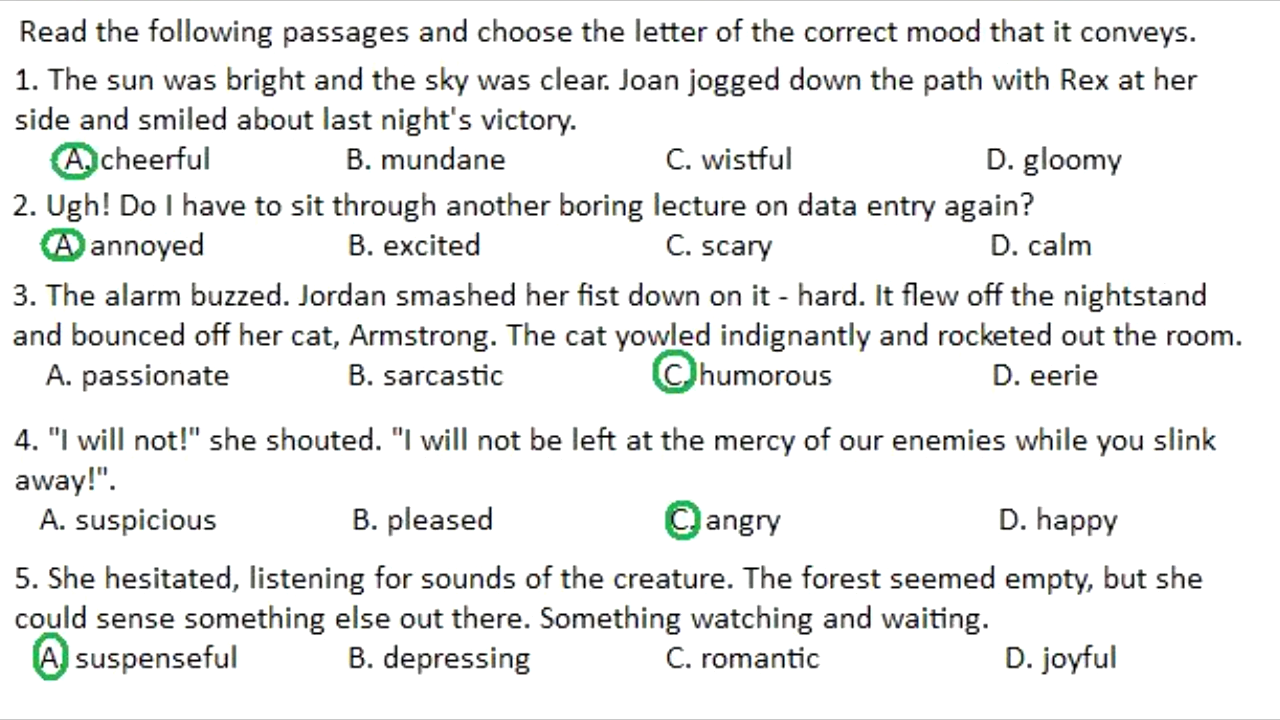 Read the following passages and choose the letter of the correct mood that it conveys.
1. The sun was bright and the sky was clear. Joan jogged down the path with Rex at her
side and smiled about last night's victory.
A. cheerful B. mundane C. wistful D. gloomy
2. Ugh! Do I have to sit through another boring lecture on data entry again?
A annoyed B. excited C. scary D. calm
3. The alarm buzzed. Jordan smashed her fist down on it - hard. It flew off the nightstand
and bounced off her cat, Armstrong. The cat yowled indignantly and rocketed out the room.
A. passionate B. sarcastic C. humorous D. eerie
4. "I will not!" she shouted. "I will not be left at the mercy of our enemies while you slink
away!".
A. suspicious B. pleased C. angry D. happy
5. She hesitated, listening for sounds of the creature. The forest seemed empty, but she
could sense something else out there. Something watching and waiting.
A. suspenseful B. depressing C. romantic D. joyful